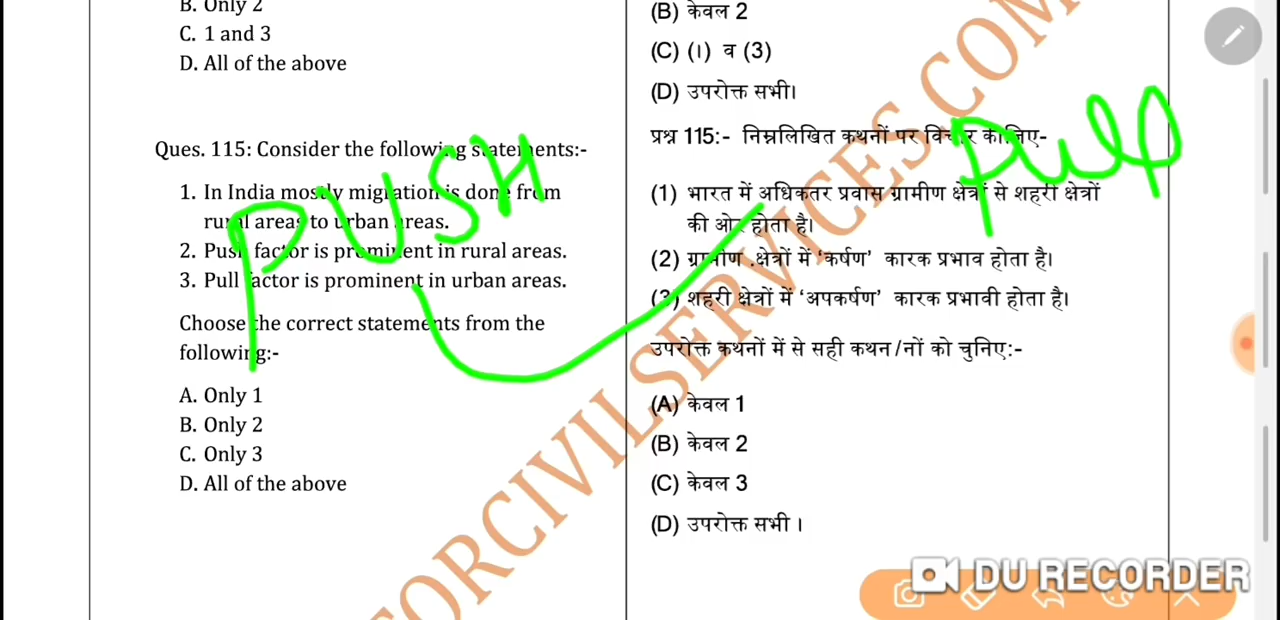 B. Only 2
C. 1 and 3
D. All of the above
Ques. 115: Consider the following statements:-
1. In India mostly migration is done from
rural areas to urban areas.
2. Push factor is prominent in rural areas.
3. Pull factor is prominent in urban areas.
Choose the correct statements from the
following:-
A. Only 1
B. Only 2
C. Only 3
D. All of the above
PUSH
(B) केवल 2
(C) (1) व (3)
(D) उपरोक्त सभी।
प्रश्न 115:- निम्नलिखित कथनों पर विचार कीजिए-
(1) भारत में अधिकतर प्रवास ग्रामीण क्षेत्रों से शहरी क्षेत्रों
की ओर होता है।
(2) ग्रामीण .क्षेत्रों में ‘कर्षण’ कारक प्रभाव होता है।
(3) शहरी क्षेत्रों में ‘अपकर्षण’ कारक प्रभावी होता है।
उपरोक्त कथनों में से सही कथन/नों को चुनिए:-
(A) केवल 1
(B) केवल 2
(C) केवल 3
(D) उपरोक्त सभी ।
Pull
FORCIVILSERVICES.COM
DU RECORDER